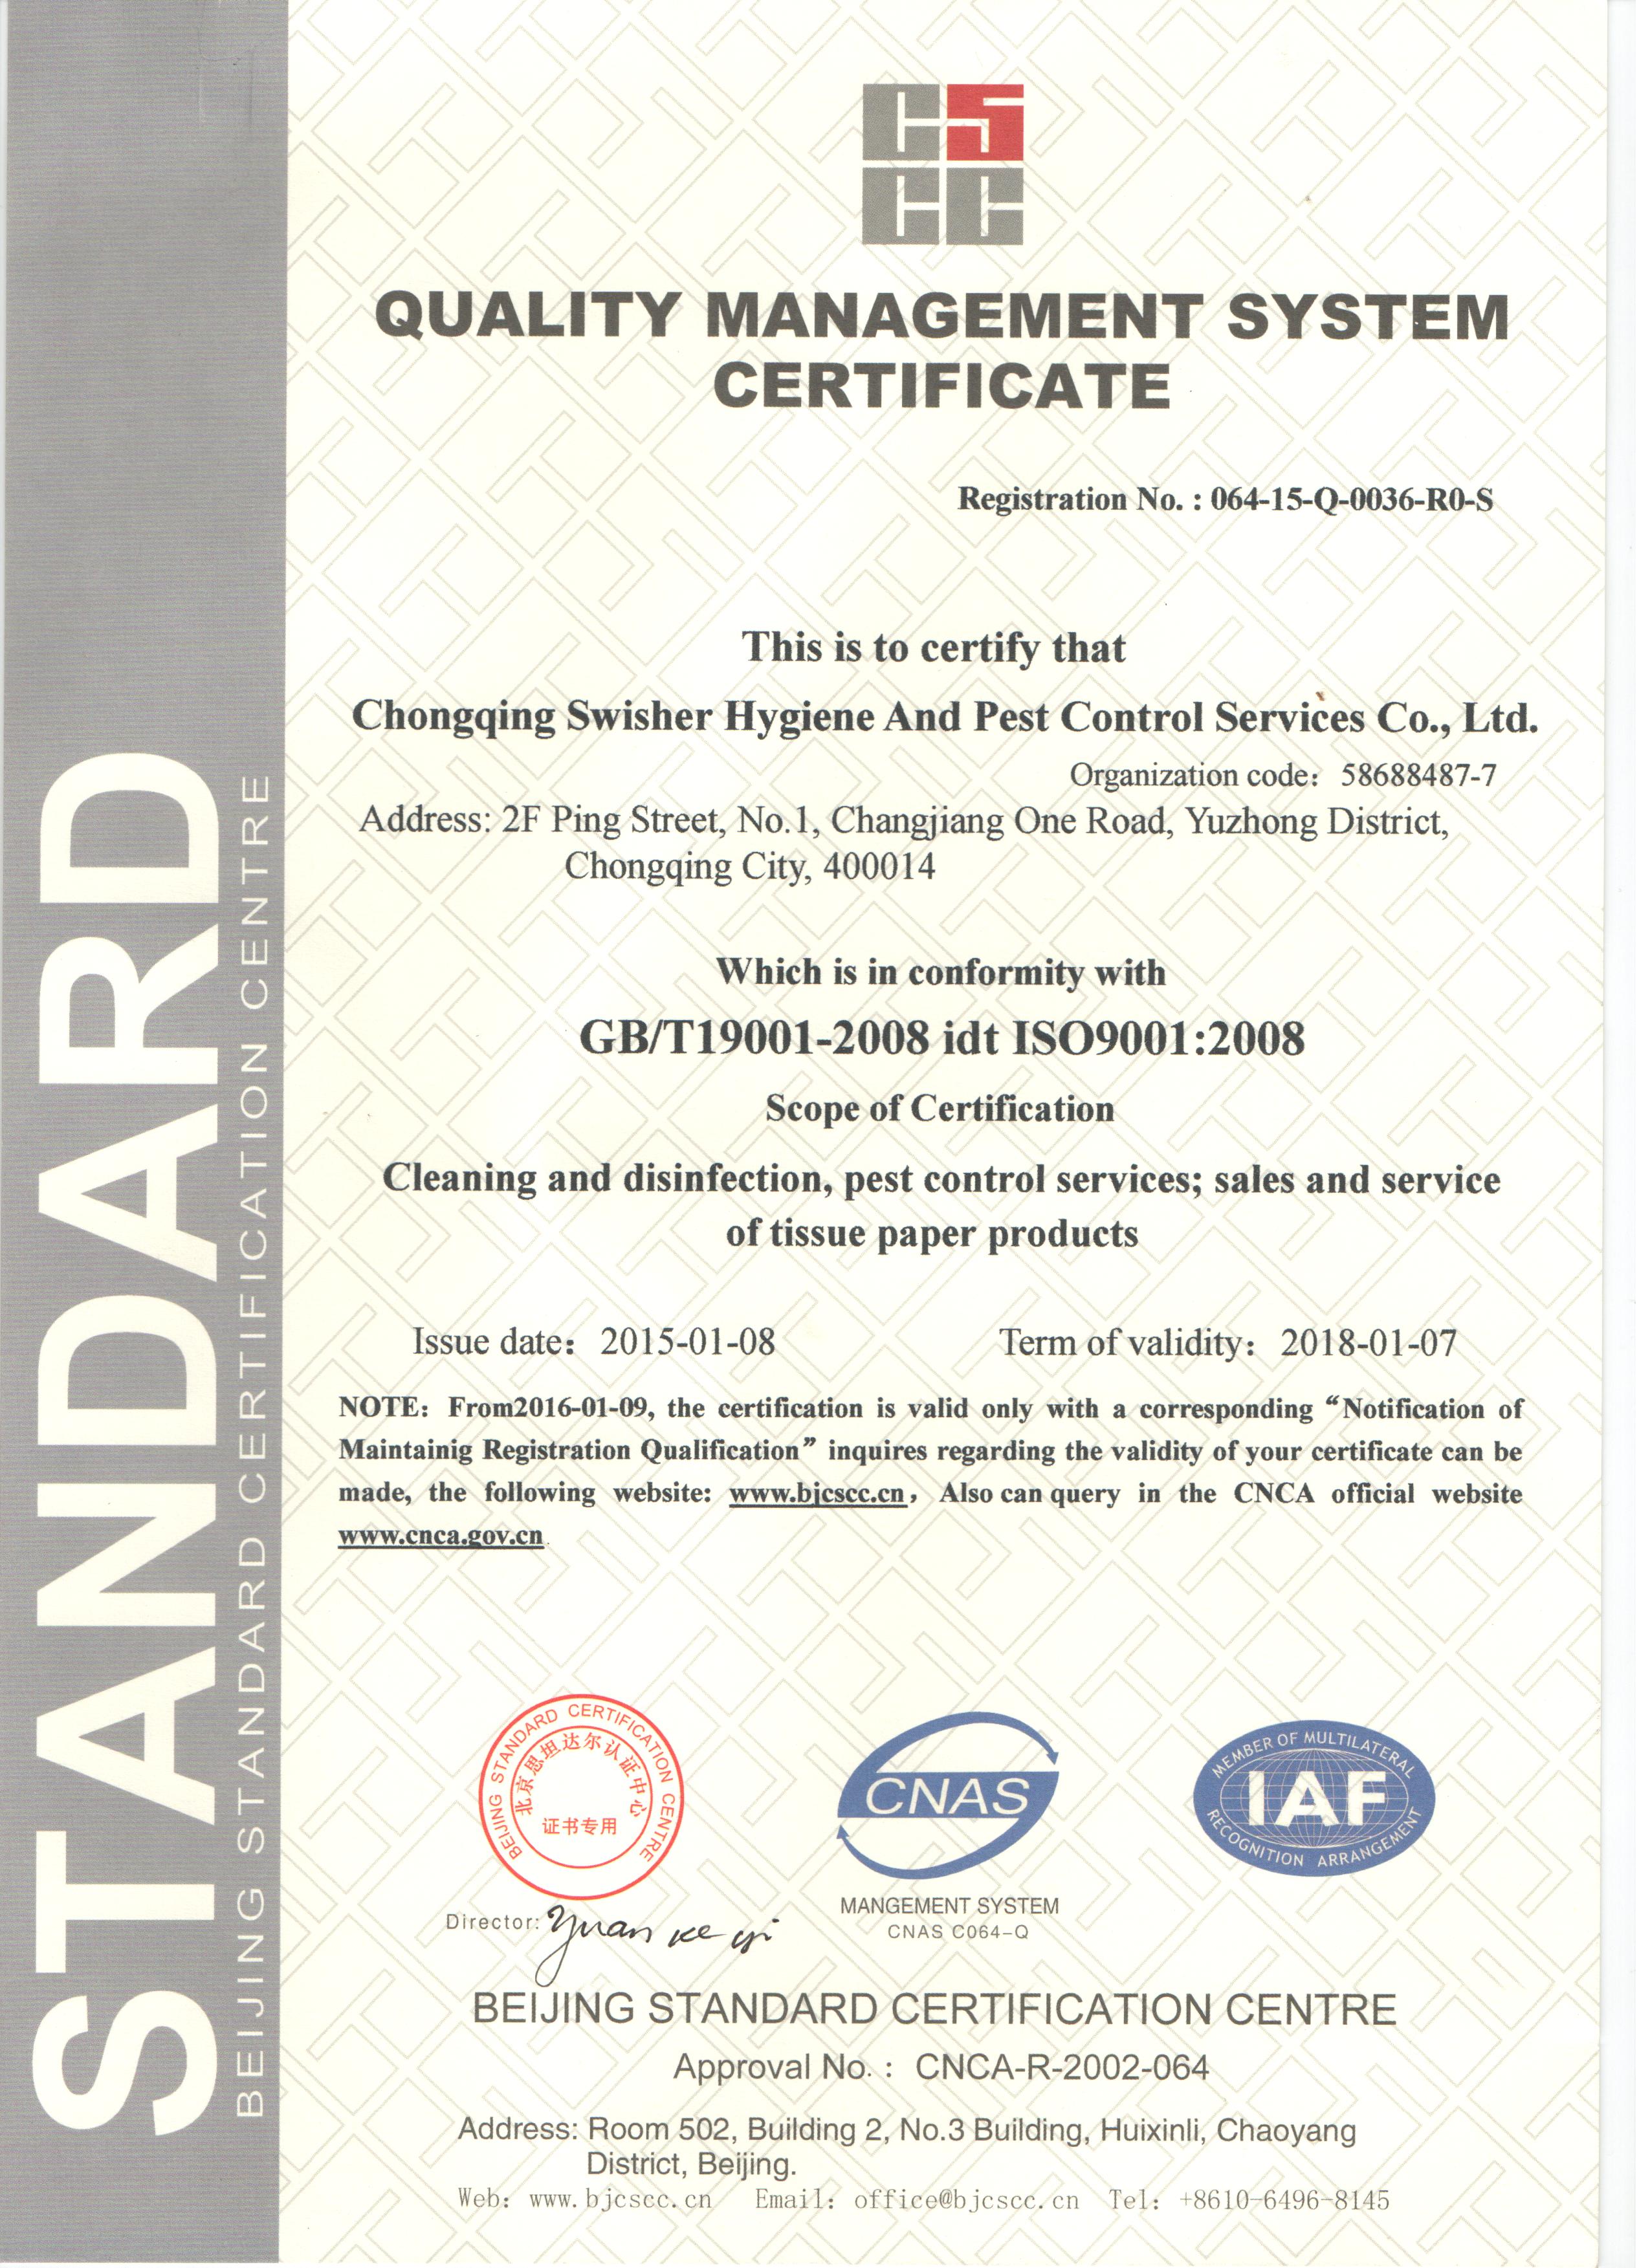 CS
CC
QUALITY MANAGEMENT SYSTEM
CERTIFICATE
Registration No. : 064-15-Q-0036-R0-S
This is to certify that
Chongqing Swisher Hygiene And Pest Control Services Co., Ltd.
Organization code: 58688487-7
Address: 2F Ping Street, No.1, Changjiang One Road, Yuzhong District,
Chongqing City, 400014
Which is in conformity with
GB/T19001-2008 idt ISO9001:2008
Scope of Certification
Cleaning and disinfection, pest control services; sales and service
of tissue paper products
Issue date: 2015-01-08 Term of validity: 2018-01-07
NOTE: From2016-01-09, the certification is valid only with a corresponding “Notification of
Maintainig Registration Qualification” inquires regarding the validity of your certificate can be
made, the following website: www.bjcscc.cn, Also can query in the CNCA official website
www.cnca.gov.cn.
BEIJING STANDARD CERTIFICATION CENTRE
北京思坦达尔认证中心
证书专用
CNAS
MEMBER OF MULTILATERAL
IAF
RECOGNITION ARRANGEMENT
MANGEMENT SYSTEM
CNAS C064-Q
Director: Yuan ke yi
BEIJING STANDARD CERTIFICATION CENTRE
Approval No. : CNCA-R-2002-064
Address: Room 502, Building 2, No.3 Building, Huixinli, Chaoyang
District, Beijing.
Web: www.bjcscc.cn Email: office@bjcscc.cn Tel: +8610-6496-8145
STANDARD
BEIJING STANDARD CERTIFICATION CENTRE